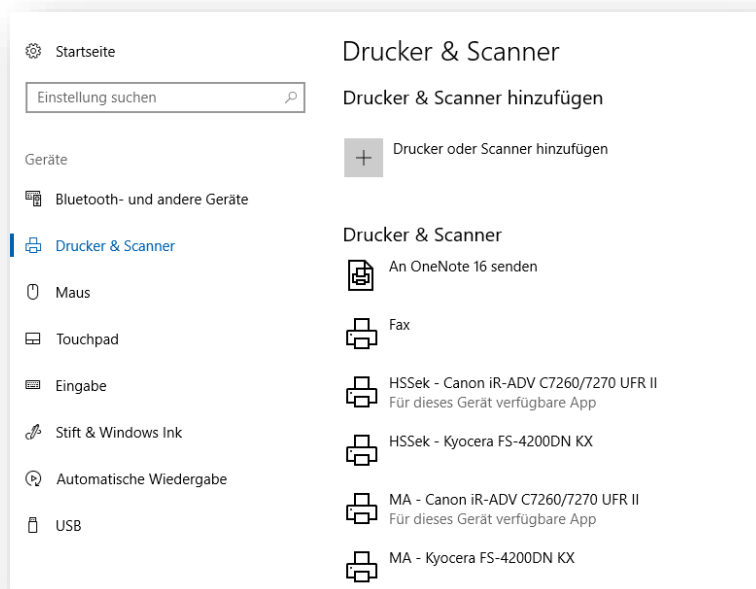 Startseite
Einstellung suchen
Geräte
Bluetooth- und andere Geräte
Drucker & Scanner
Maus
Touchpad
Eingabe
Stift & Windows Ink
Automatische Wiedergabe
USB
Drucker & Scanner
Drucker & Scanner hinzufügen
Drucker oder Scanner hinzufügen
Drucker & Scanner
An OneNote 16 senden
Fax
HSSek - Canon iR-ADV C7260/7270 UFR II
Für dieses Gerät verfügbare App
HSSek - Kyocera FS-4200DN KX
MA - Canon iR-ADV C7260/7270 UFR II
Für dieses Gerät verfügbare App
MA - Kyocera FS-4200DN KX